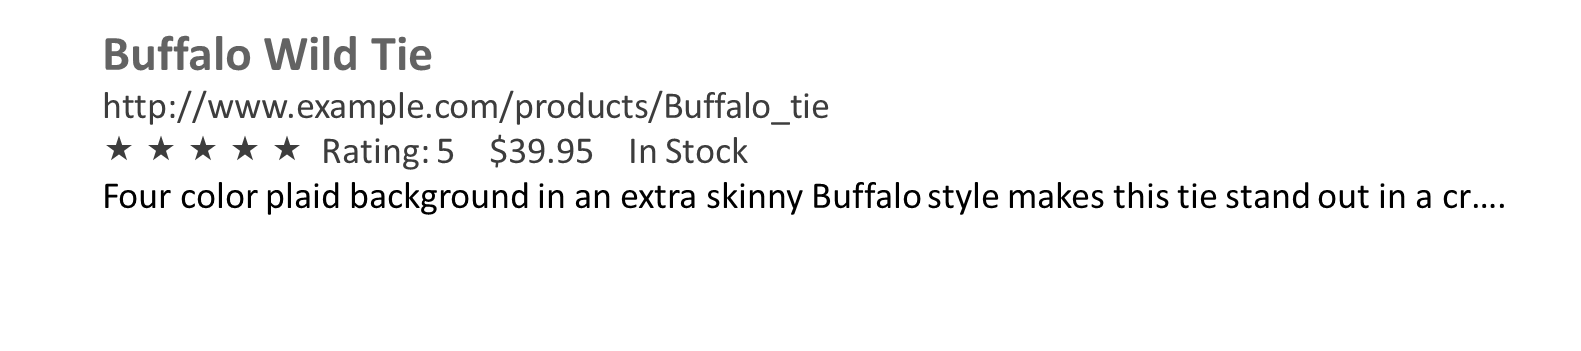 Buffalo Wild Tie
http://www.example.com/products/Buffalo_tie
★ ★ ★ ★ ★ Rating: 5 $39.95 In Stock
Four color plaid background in an extra skinny Buffalo style makes this tie stand out in a cr....